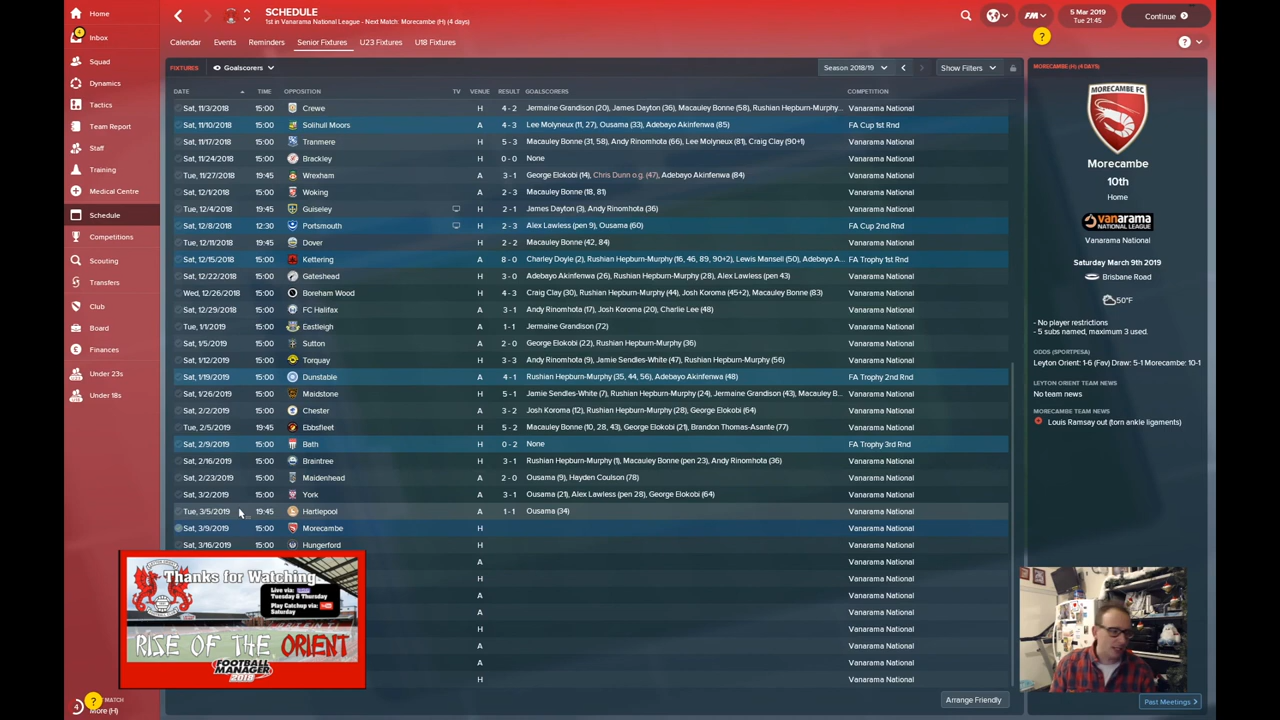 Home
Inbox
Squad
Dynamics
Tactics
Team Report
Staff
Training
Medical Centre
Schedule
Competitions
Scouting
Transfers
Club
Board
Finances
Under 23s
Under 18s
SCHEDULE
1st in Vanarama National League - Next Match: Morecambe (H) (4 days)
FM
5 Mar 2019
Tue 21:45
Continue
Calendar Events Reminders Senior Fixtures U23 Fixtures U18 Fixtures
FIXTURES Goalscorers Season 2018/19 Show Filters
DATE TIME OPPOSITION TV VENUE RESULT GOALSCORERS COMPETITION
Sat, 11/3/2018 15:00 Crewe H 4 - 2 Jermaine Grandison (20), James Dayton (36), Macauley Bonne (58), Rushian Hepburn-Murphy... Vanarama National
Sat, 11/10/2018 15:00 Solihull Moors A 4 - 3 Lee Molyneux (11, 27), Ousama (33), Adebayo Akinfenwa (85) FA Cup 1st Rnd
Sat, 11/17/2018 15:00 Tranmere A 5 - 3 Macauley Bonne (31, 58), Andy Rinomhota (66), Lee Molyneux (81), Craig Clay (90+1) Vanarama National
Sat, 11/24/2018 15:00 Brackley H 0 - 0 None Vanarama National
Tue, 11/27/2018 19:45 Wrexham A 3 - 1 George Elokobi (14), Chris Dunn o.g. (47), Adebayo Akinfenwa (84) Vanarama National
Sat, 12/1/2018 15:00 Woking A 2 - 3 Macauley Bonne (18, 81) Vanarama National
Tue, 12/4/2018 19:45 Guiseley H 2 - 1 James Dayton (3), Andy Rinomhota (36) Vanarama National
Sat, 12/8/2018 12:30 Portsmouth H 2 - 3 Alex Lawless (pen 9), Ousama (60) FA Cup 2nd Rnd
Tue, 12/11/2018 19:45 Dover H 2 - 2 Macauley Bonne (42, 84) Vanarama National
Sat, 12/15/2018 15:00 Kettering A 8 - 0 Charley Doyle (2), Rushian Hepburn-Murphy (16, 46, 89, 90+2), Lewis Mansell (50), Adebayo A... FA Trophy 1st Rnd
Sat, 12/22/2018 15:00 Gateshead H 3 - 0 Adebayo Akinfenwa (26), Rushian Hepburn-Murphy (28), Alex Lawless (pen 43) Vanarama National
Wed, 12/26/2018 15:00 Boreham Wood H 4 - 3 Craig Clay (30), Rushian Hepburn-Murphy (44), Josh Koroma (45+2), Macauley Bonne (83) Vanarama National
Sat, 12/29/2018 15:00 FC Halifax A 3 - 1 Andy Rinomhota (17), Josh Koroma (20), Charlie Lee (48) Vanarama National
Tue, 1/1/2019 15:00 Eastleigh A 1 - 1 Jermaine Grandison (72) Vanarama National
Sat, 1/5/2019 15:00 Sutton A 2 - 0 George Elokobi (22), Rushian Hepburn-Murphy (36) Vanarama National
Sat, 1/12/2019 15:00 Torquay H 3 - 3 Andy Rinomhota (9), Jamie Sendles-White (47), Rushian Hepburn-Murphy (56) Vanarama National
Sat, 1/19/2019 15:00 Dunstable A 4 - 1 Rushian Hepburn-Murphy (35, 44, 56), Adebayo Akinfenwa (48) FA Trophy 2nd Rnd
Sat, 1/26/2019 15:00 Maidstone H 5 - 1 Jamie Sendles-White (7), Rushian Hepburn-Murphy (24), Jermaine Grandison (43), Macauley B... Vanarama National
Sat, 2/2/2019 15:00 Chester A 3 - 2 Josh Koroma (12), Rushian Hepburn-Murphy (28), George Elokobi (64) Vanarama National
Tue, 2/5/2019 19:45 Ebbsfleet H 5 - 2 Macauley Bonne (10, 28, 43), George Elokobi (21), Brandon Thomas-Asante (77) Vanarama National
Sat, 2/9/2019 15:00 Bath H 0 - 2 None FA Trophy 3rd Rnd
Sat, 2/16/2019 15:00 Braintree H 3 - 1 Rushian Hepburn-Murphy (1), Macauley Bonne (pen 23), Andy Rinomhota (36) Vanarama National
Sat, 2/23/2019 15:00 Maidenhead A 2 - 0 Ousama (9), Hayden Coulson (78) Vanarama National
Sat, 3/2/2019 15:00 York H 3 - 1 Ousama (21), Alex Lawless (pen 28), George Elokobi (64) Vanarama National
Tue, 3/5/2019 19:45 Hartlepool A 1 - 1 Ousama (34) Vanarama National
Sat, 3/9/2019 15:00 Morecambe H Vanarama National
Sat, 3/16/2019 15:00 Hungerford H Vanarama National
A Vanarama National
H Vanarama National
A Vanarama National
A Vanarama National
H Vanarama National
A Vanarama National
A Vanarama National
H Vanarama National
Arrange Friendly
MORECAMBE (H) (4 DAYS)
MORECAMBE FC
Morecambe
10th
Home
vanarama
NATIONAL LEAGUE
Vanarama National
Saturday March 9th 2019
Brisbane Road
50°F
- No player restrictions
- 5 subs named, maximum 3 used.
ODDS (SPORTPESA)
Leyton Orient: 1-6 (Fav) Draw: 5-1 Morecambe: 10-1
LEYTON ORIENT TEAM NEWS
No team news
MORECAMBE TEAM NEWS
Louis Ramsay out (torn ankle ligaments)
Past Meetings
Thanks for Watching
Live via:
Tuesday & Thursday
Play Catchup via:
Saturday
RISE OF THE ORIENT
FOOTBALL
MANAGER
2018
4
MATCH
More (H)